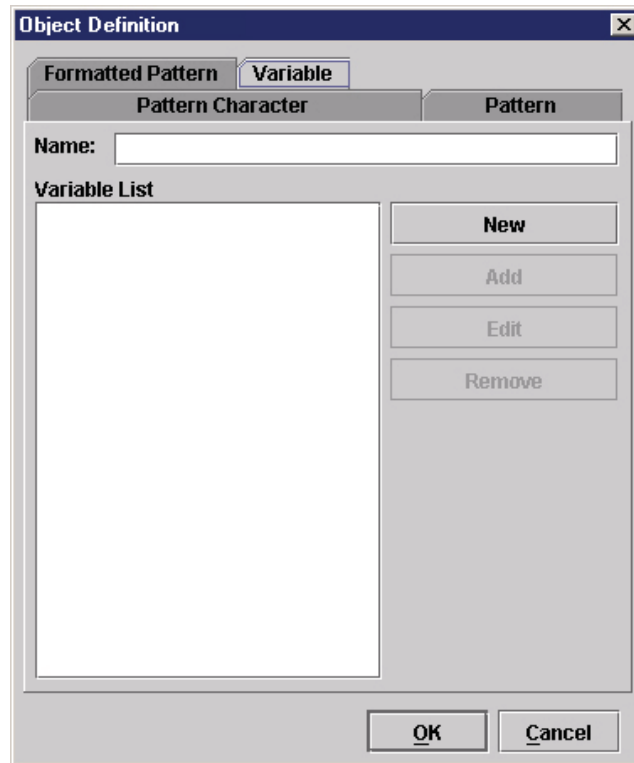 Object Definition
Formatted Pattern Variable
Pattern Character Pattern
Name:
Variable List
New
Add
Edit
Remove
OK Cancel